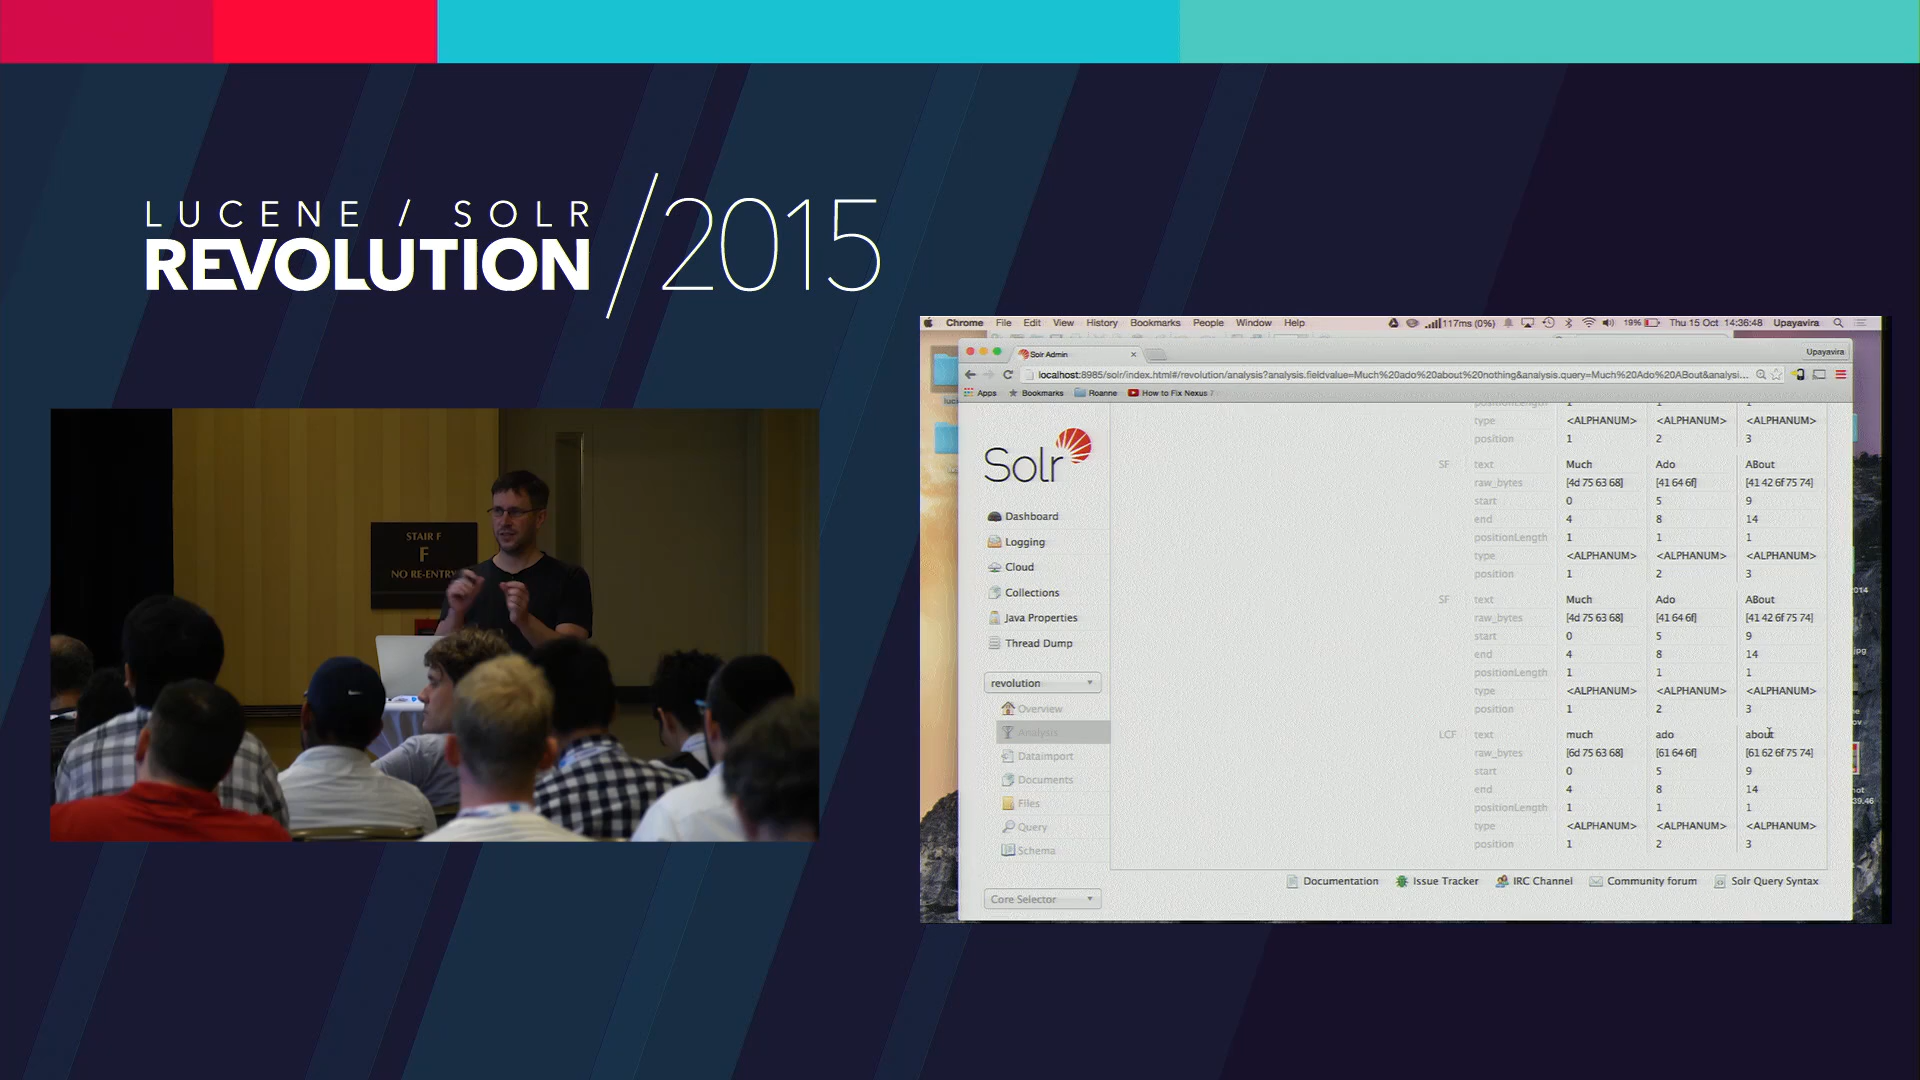 LUCENE / SOLR
REVOLUTION
/2015
STAIR F
F
NO RE-ENTRY
Chrome File Edit View History Bookmarks People Window Help 117ms (0%) 19% Thu 15 Oct 14:36:48 Upayavira
Solr Admin Upayavira
localhost:8985/solr/index.html#/revolution/analysis?analysis.fieldvalue=Much%20ado%20about%20nothing&analysis.query=Much%20Ado%20ABout&analysi...
Apps Bookmarks Roanne How to Fix Nexus 7
Solr
Dashboard
Logging
Cloud
Collections
Java Properties
Thread Dump
revolution
Overview
Analysis
Dataimport
Documents
Files
Query
Schema
Core Selector
positionLength 1 1 1
type <ALPHANUM> <ALPHANUM> <ALPHANUM>
position 1 2 3
SF text Much Ado ABout
raw_bytes [4d 75 63 68] [41 64 6f] [41 42 6f 75 74]
start 0 5 9
end 4 8 14
positionLength 1 1 1
type <ALPHANUM> <ALPHANUM> <ALPHANUM>
position 1 2 3
SF text Much Ado ABout
raw_bytes [4d 75 63 68] [41 64 6f] [41 42 6f 75 74]
start 0 5 9
end 4 8 14
positionLength 1 1 1
type <ALPHANUM> <ALPHANUM> <ALPHANUM>
position 1 2 3
LCF text much ado about
raw_bytes [6d 75 63 68] [61 64 6f] [61 62 6f 75 74]
start 0 5 9
end 4 8 14
positionLength 1 1 1
type <ALPHANUM> <ALPHANUM> <ALPHANUM>
position 1 2 3
Documentation Issue Tracker IRC Channel Community forum Solr Query Syntax